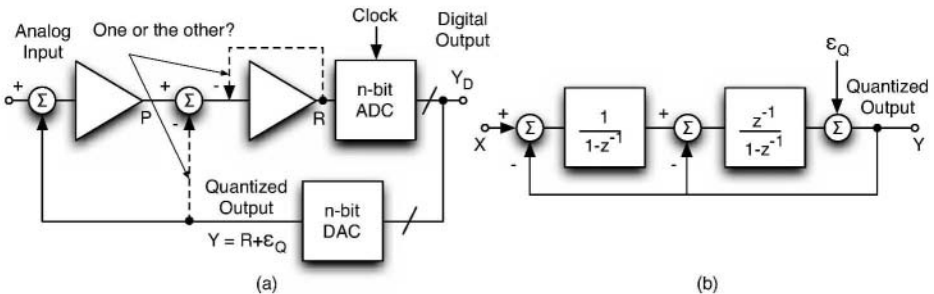 One or the other?
Clock
Digital
Output
Analog
Input
+
Σ
P
+
Σ
-
-
R
n-bit
ADC
Y_D
-
Quantized
Output
n-bit
DAC
Y = R+ε_Q
(a)
ε_Q
Quantized
Output
X
+
Σ
-
1
1-z^-1
+
Σ
-
z^-1
1-z^-1
Σ
Y
(b)